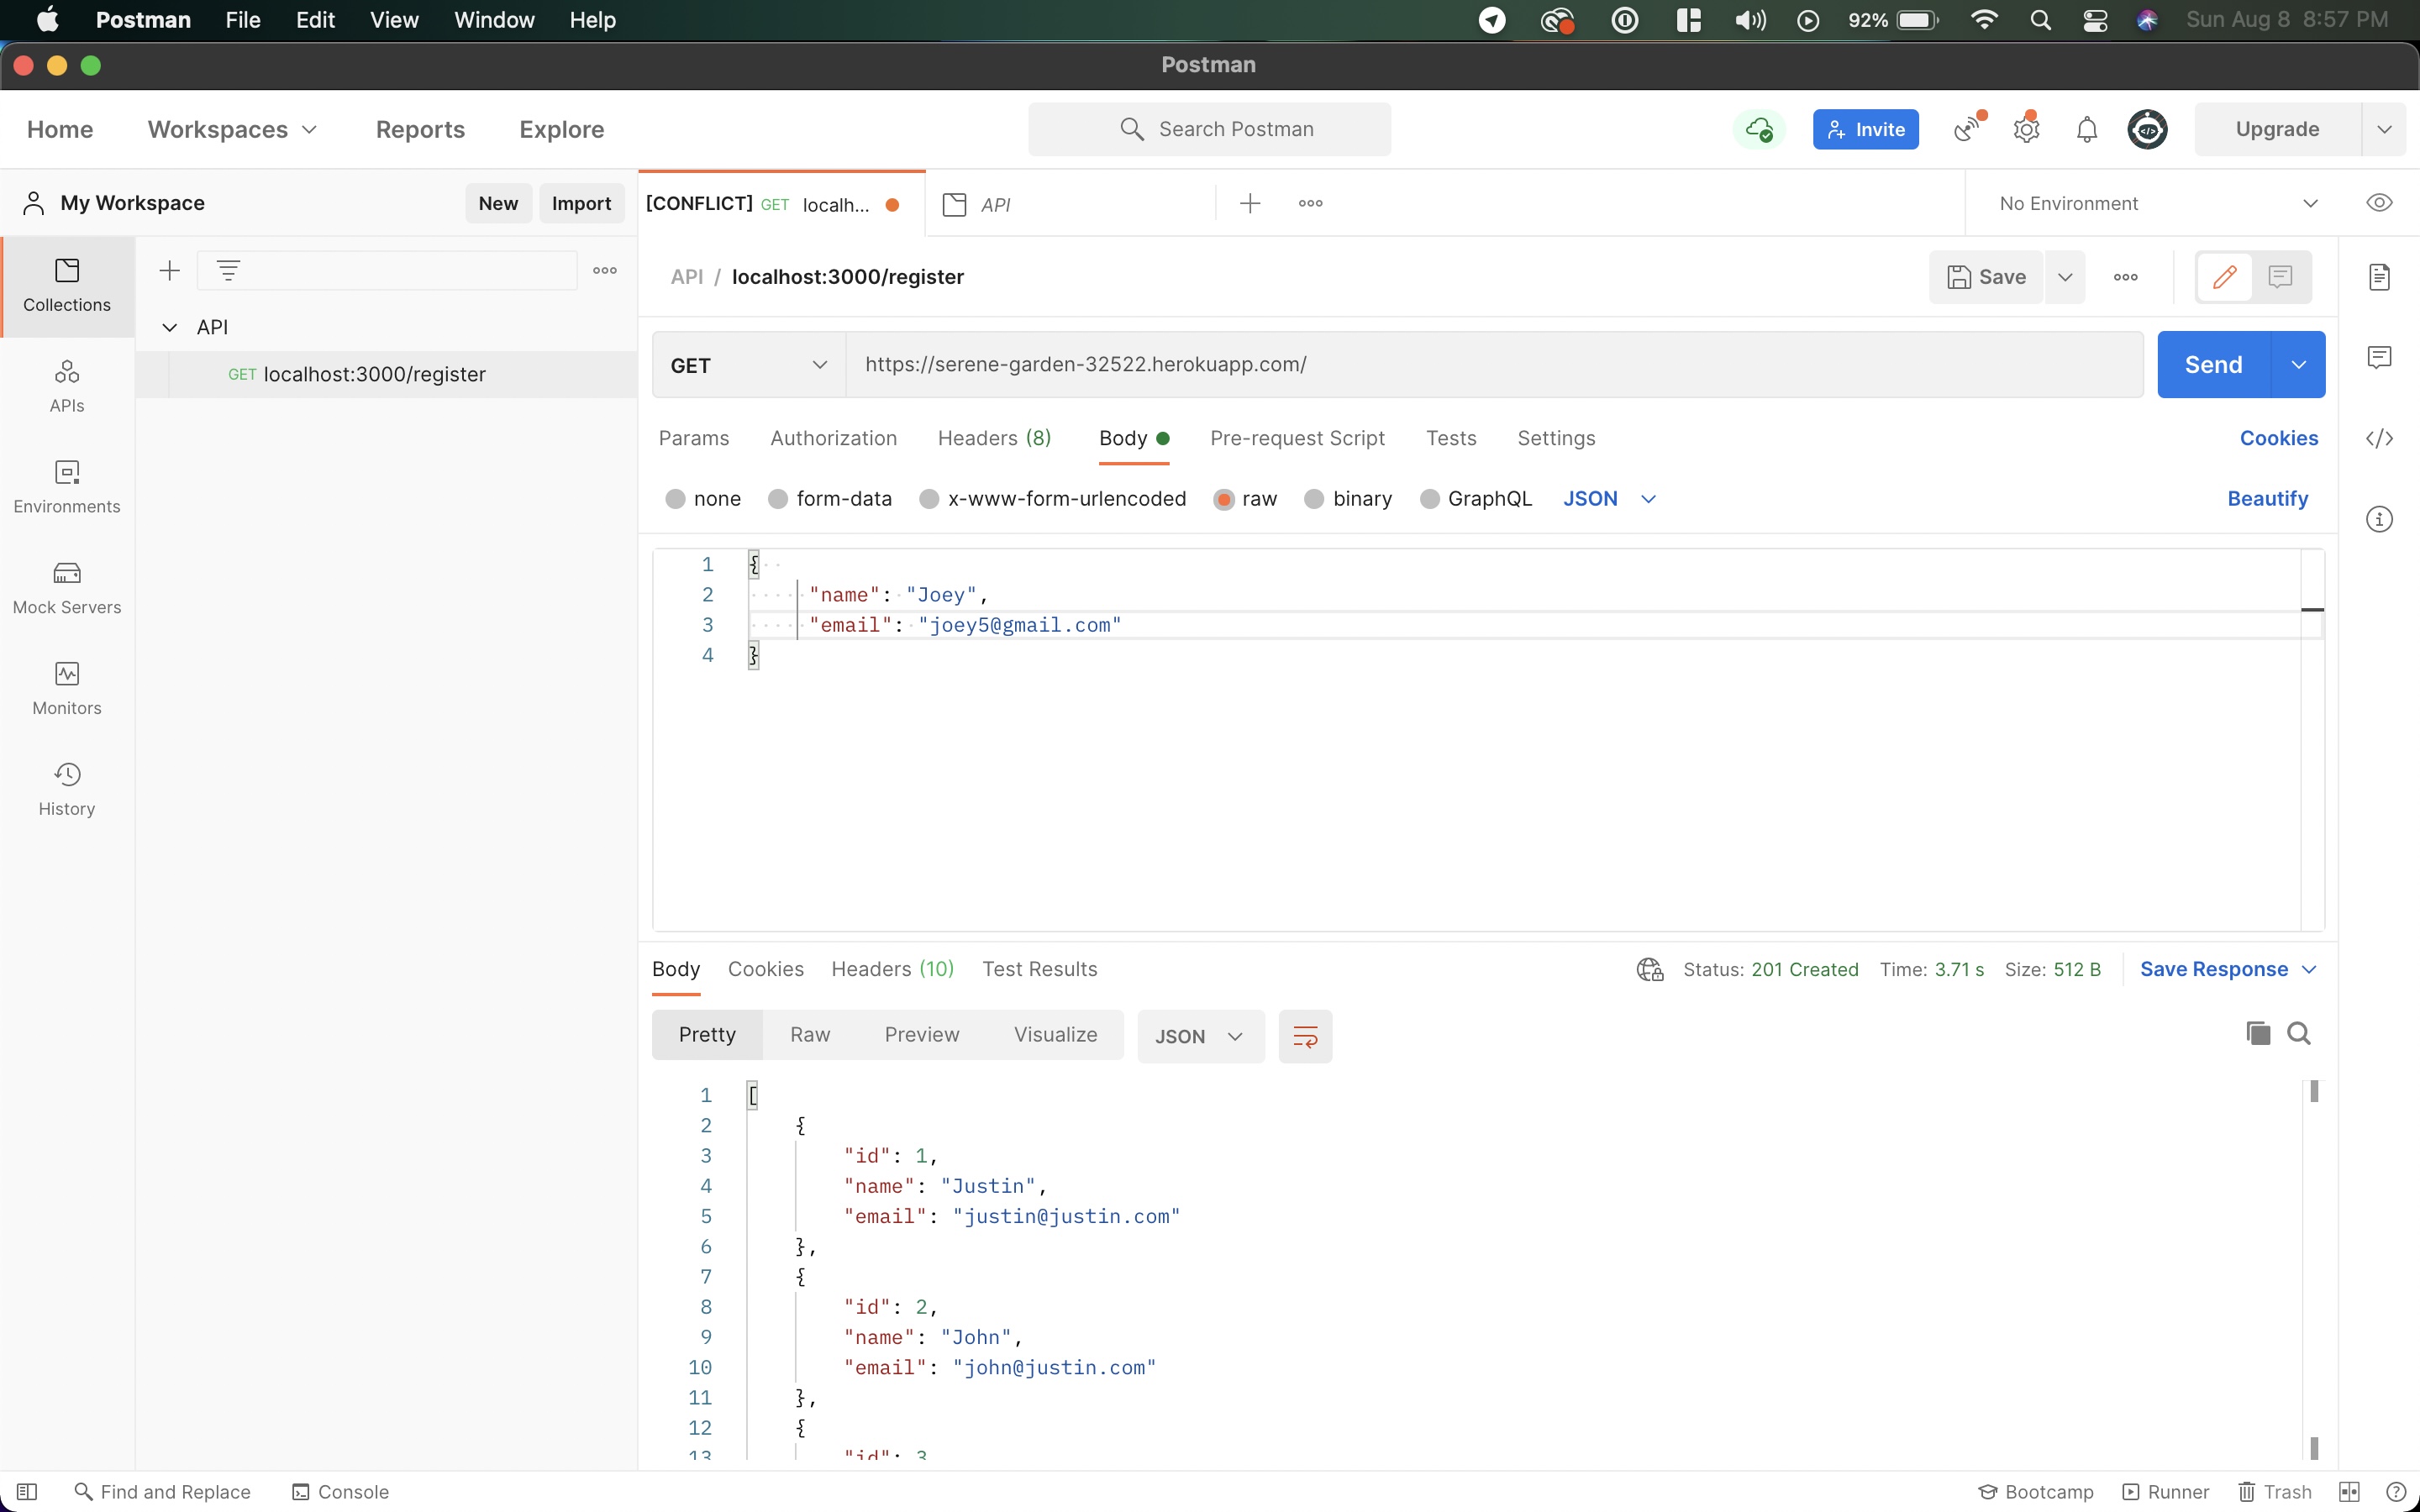 Postman File Edit View Window Help 92% Sun Aug 8 8:57 PM
Postman
Home Workspaces Reports Explore Search Postman Invite Upgrade
My Workspace New Import [CONFLICT] GET localh... API No Environment
Collections
API
API / localhost:3000/register Save
GET localhost:3000/register
GET https://serene-garden-32522.herokuapp.com/ Send
APIs
Params Authorization Headers (8) Body Pre-request Script Tests Settings Cookies
none form-data x-www-form-urlencoded raw binary GraphQL JSON Beautify
Environments
1 {
2 "name": "Joey",
3 "email": "joey5@gmail.com"
4 }
Mock Servers
Monitors
History
Body Cookies Headers (10) Test Results Status: 201 Created Time: 3.71 s Size: 512 B Save Response
Pretty Raw Preview Visualize JSON
1 [
2 {
3 "id": 1,
4 "name": "Justin",
5 "email": "justin@justin.com"
6 },
7 {
8 "id": 2,
9 "name": "John",
10 "email": "john@justin.com"
11 },
12 {
13 "id": 3
Find and Replace Console Bootcamp Runner Trash